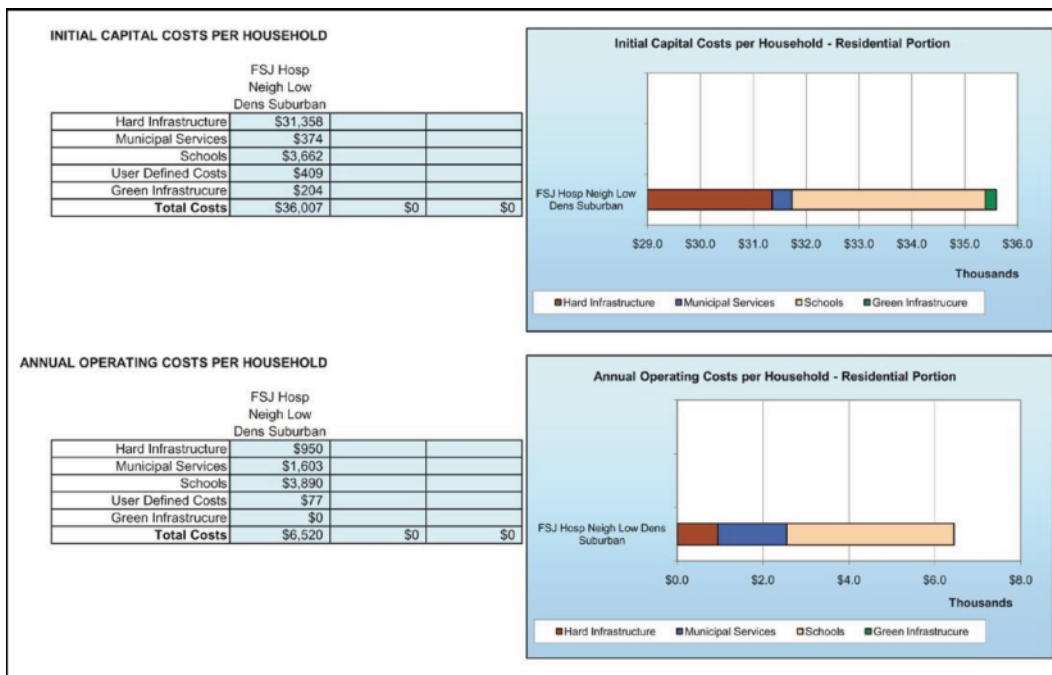 INITIAL CAPITAL COSTS PER HOUSEHOLD
FSJ Hosp
Neigh Low
Dens Suburban
Hard Infrastructure $31,358
Municipal Services $374
Schools $3,662
User Defined Costs $409
Green Infrastrucure $204
Total Costs $36,007 $0 $0
Initial Capital Costs per Household - Residential Portion
FSJ Hosp Neigh Low
Dens Suburban
$29.0 $30.0 $31.0 $32.0 $33.0 $34.0 $35.0 $36.0
Thousands
Hard Infrastructure Municipal Services Schools Green Infrastrucure
ANNUAL OPERATING COSTS PER HOUSEHOLD
FSJ Hosp
Neigh Low
Dens Suburban
Hard Infrastructure $950
Municipal Services $1,603
Schools $3,890
User Defined Costs $77
Green Infrastrucure $0
Total Costs $6,520 $0 $0
Annual Operating Costs per Household - Residential Portion
FSJ Hosp Neigh Low Dens
Suburban
$0.0 $2.0 $4.0 $6.0 $8.0
Thousands
Hard Infrastructure Municipal Services Schools Green Infrastrucure